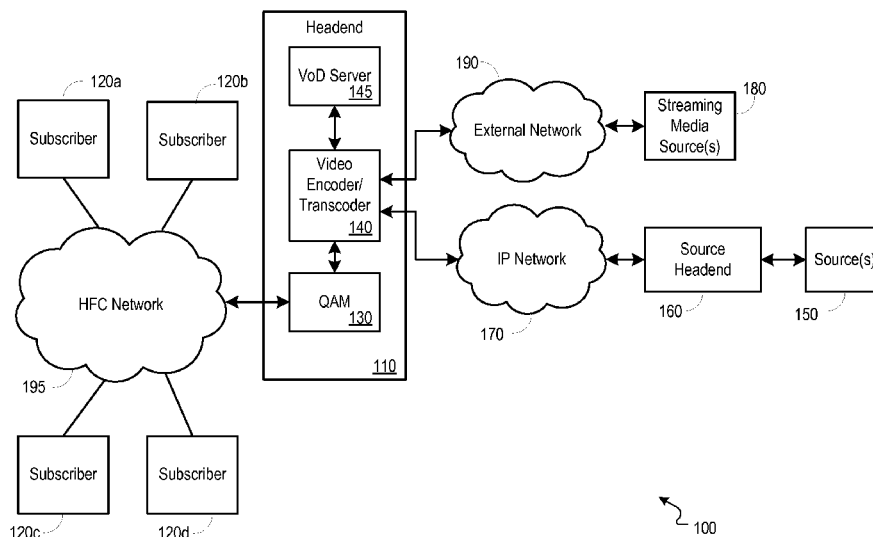 Headend
VoD Server
145
Video
Encoder/
Transcoder
140
QAM
130
110
120a
Subscriber
120b
Subscriber
HFC Network
195
Subscriber
120c
Subscriber
120d
190
External Network
Streaming
Media
Source(s)
180
IP Network
170
Source
Headend
160
Source(s)
150
100